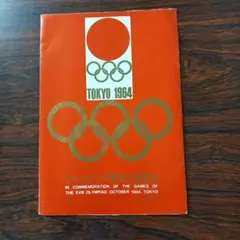 TOKYO 1964
IN COMMEMORATION OF THE GAMES OF
THE XVIII OLYMPIAD OCTOBER 1964, TOKYO